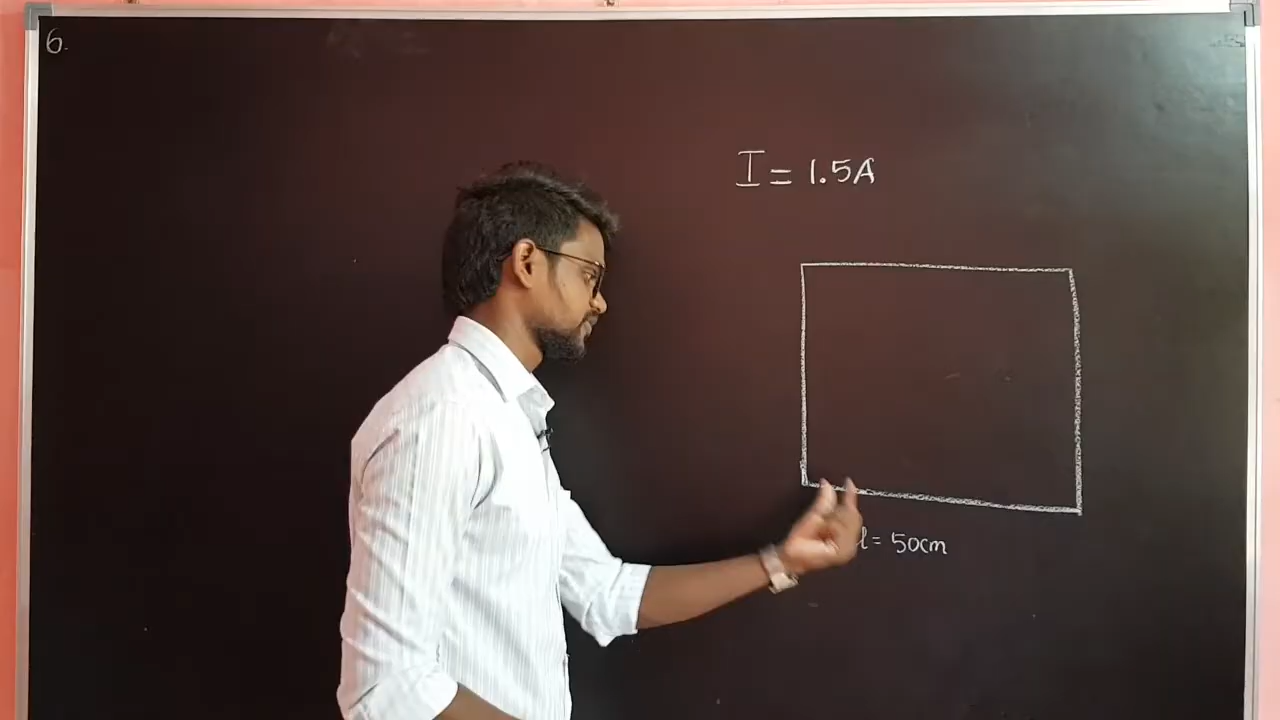 6.
I = 1.5A
l = 50cm